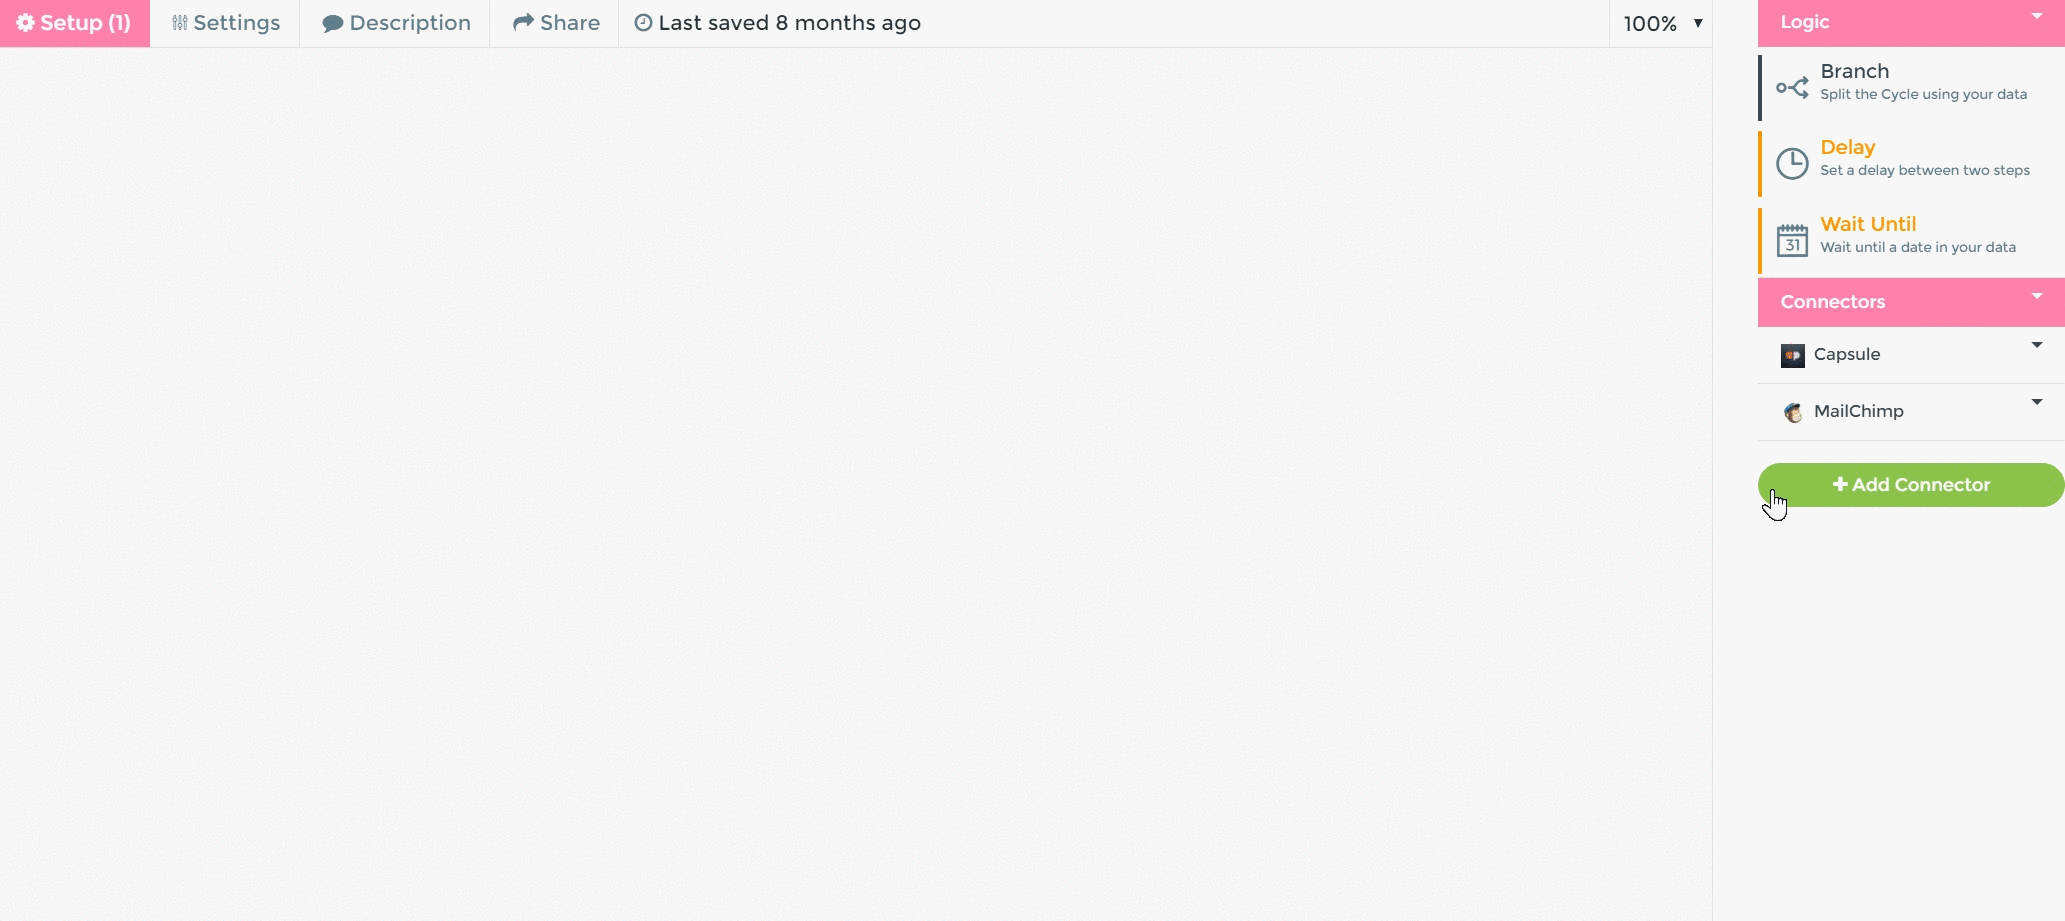 Setup (1)
Settings
Description
Share
Last saved 8 months ago
100%
Logic
Branch
Split the Cycle using your data
Delay
Set a delay between two steps
31
Wait Until
Wait until a date in your data
Connectors
Capsule
MailChimp
+ Add Connector